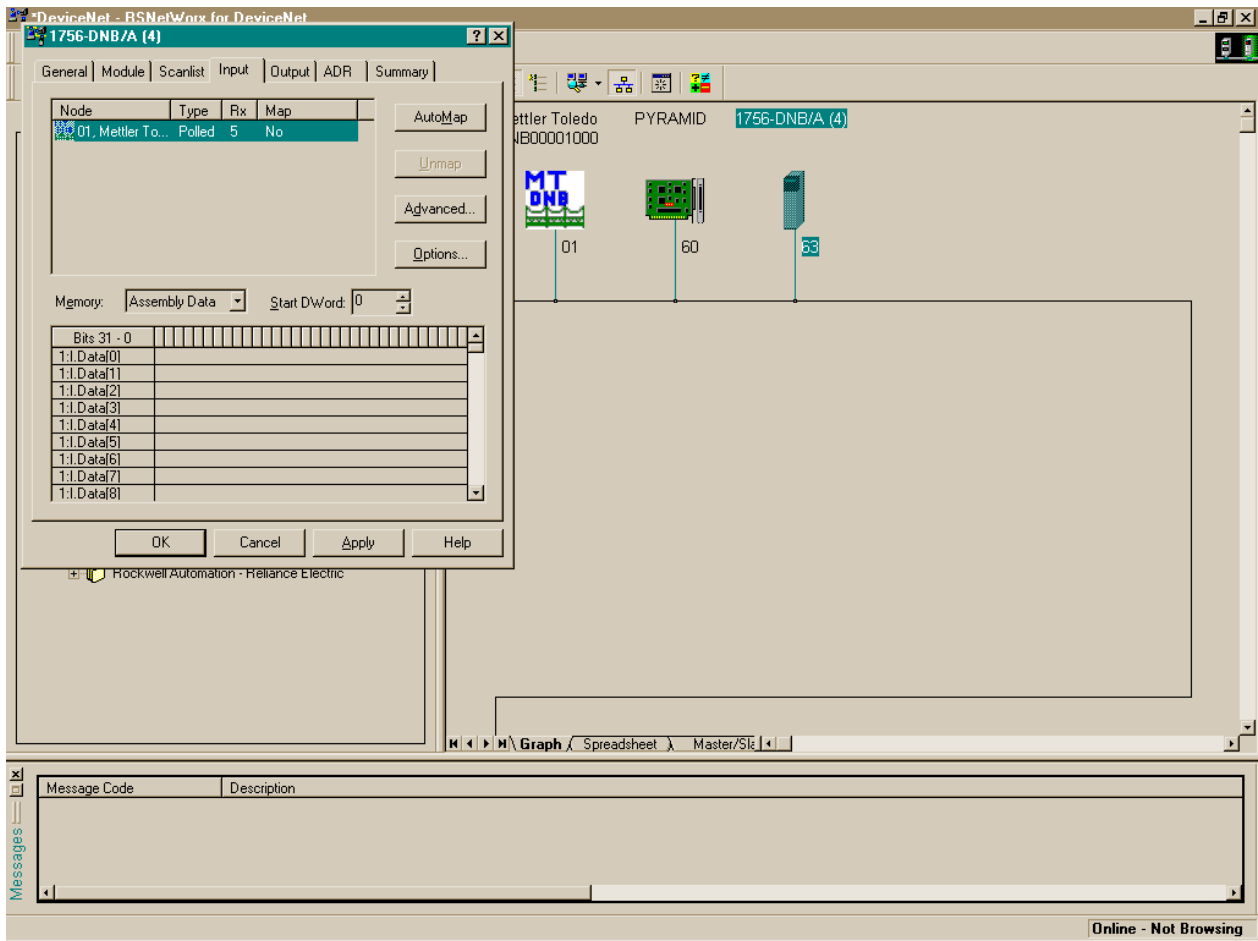 *DeviceNet - RSNetWorx for DeviceNet
1756-DNB/A (4)
General Module Scanlist Input Output ADR Summary
Node Type Rx Map
01, Mettler To... Polled 5 No
AutoMap
Unmap
Advanced...
Options...
Memory: Assembly Data Start DWord: 0
Bits 31 - 0
1:I.Data[0]
1:I.Data[1]
1:I.Data[2]
1:I.Data[3]
1:I.Data[4]
1:I.Data[5]
1:I.Data[6]
1:I.Data[7]
1:I.Data[8]
OK Cancel Apply Help
Rockwell Automation - Reliance Electric
ettler Toledo PYRAMID 1756-DNB/A (4)
NB00001000
MT
DNB
01 60 63
Graph Spreadsheet Master/Sla
Messages
Message Code Description
Online - Not Browsing